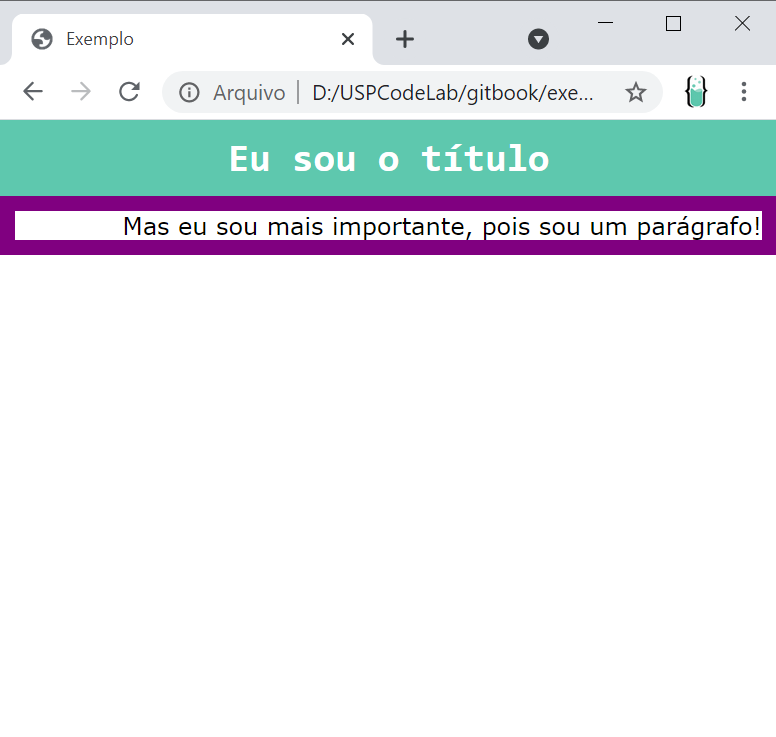 Exemplo
Arquivo D:/USPCodeLab/gitbook/exe...
Eu sou o título
Mas eu sou mais importante, pois sou um parágrafo!